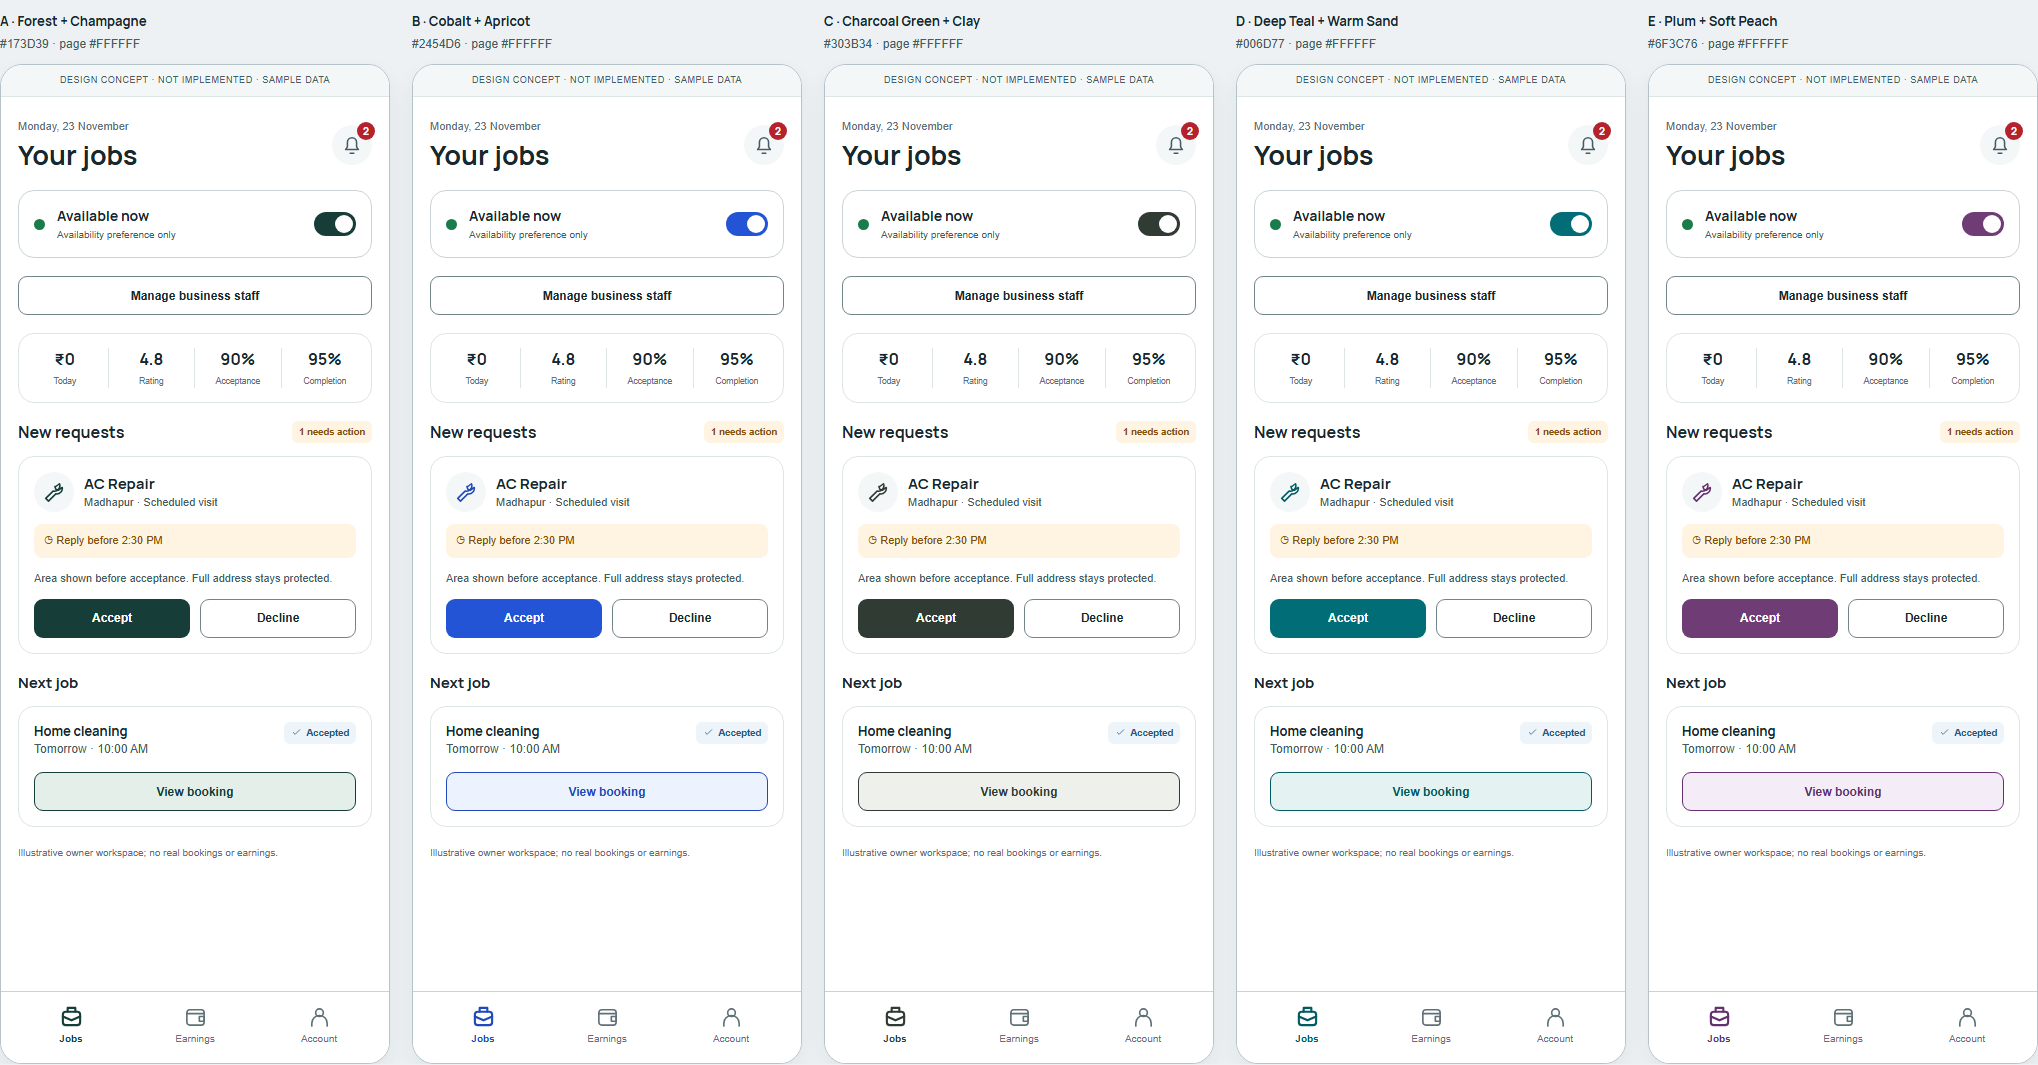 A · Forest + Champagne
#173D39 · page #FFFFFF
DESIGN CONCEPT · NOT IMPLEMENTED · SAMPLE DATA
Monday, 23 November
2
Your jobs
Available now
Availability preference only
Manage business staff
₹0 4.8 90% 95%
Today Rating Acceptance Completion
New requests 1 needs action
AC Repair
Madhapur · Scheduled visit
Reply before 2:30 PM
Area shown before acceptance. Full address stays protected.
Accept Decline
Next job
Home cleaning
✓ Accepted
Tomorrow · 10:00 AM
View booking
Illustrative owner workspace; no real bookings or earnings.
Jobs Earnings Account
B · Cobalt + Apricot
#2454D6 · page #FFFFFF
DESIGN CONCEPT · NOT IMPLEMENTED · SAMPLE DATA
Monday, 23 November
2
Your jobs
Available now
Availability preference only
Manage business staff
₹0 4.8 90% 95%
Today Rating Acceptance Completion
New requests 1 needs action
AC Repair
Madhapur · Scheduled visit
Reply before 2:30 PM
Area shown before acceptance. Full address stays protected.
Accept Decline
Next job
Home cleaning
✓ Accepted
Tomorrow · 10:00 AM
View booking
Illustrative owner workspace; no real bookings or earnings.
Jobs Earnings Account
C · Charcoal Green + Clay
#303B34 · page #FFFFFF
DESIGN CONCEPT · NOT IMPLEMENTED · SAMPLE DATA
Monday, 23 November
2
Your jobs
Available now
Availability preference only
Manage business staff
₹0 4.8 90% 95%
Today Rating Acceptance Completion
New requests 1 needs action
AC Repair
Madhapur · Scheduled visit
Reply before 2:30 PM
Area shown before acceptance. Full address stays protected.
Accept Decline
Next job
Home cleaning
✓ Accepted
Tomorrow · 10:00 AM
View booking
Illustrative owner workspace; no real bookings or earnings.
Jobs Earnings Account
D · Deep Teal + Warm Sand
#006D77 · page #FFFFFF
DESIGN CONCEPT · NOT IMPLEMENTED · SAMPLE DATA
Monday, 23 November
2
Your jobs
Available now
Availability preference only
Manage business staff
₹0 4.8 90% 95%
Today Rating Acceptance Completion
New requests 1 needs action
AC Repair
Madhapur · Scheduled visit
Reply before 2:30 PM
Area shown before acceptance. Full address stays protected.
Accept Decline
Next job
Home cleaning
✓ Accepted
Tomorrow · 10:00 AM
View booking
Illustrative owner workspace; no real bookings or earnings.
Jobs Earnings Account
E · Plum + Soft Peach
#6F3C76 · page #FFFFFF
DESIGN CONCEPT · NOT IMPLEMENTED · SAMPLE DATA
Monday, 23 November
2
Your jobs
Available now
Availability preference only
Manage business staff
₹0 4.8 90% 95%
Today Rating Acceptance Completion
New requests 1 needs action
AC Repair
Madhapur · Scheduled visit
Reply before 2:30 PM
Area shown before acceptance. Full address stays protected.
Accept Decline
Next job
Home cleaning
✓ Accepted
Tomorrow · 10:00 AM
View booking
Illustrative owner workspace; no real bookings or earnings.
Jobs Earnings Account